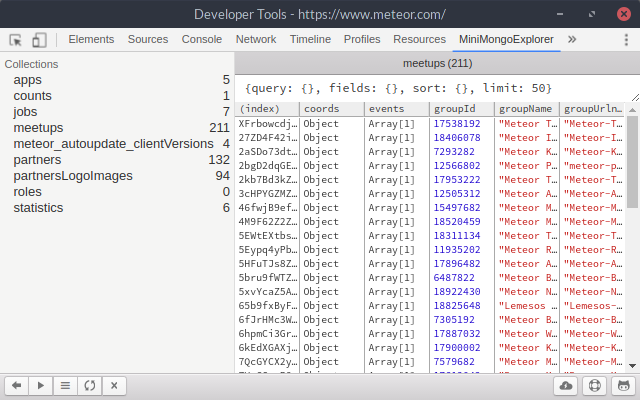 Developer Tools - https://www.meteor.com/
Elements Sources Console Network Timeline Profiles Resources MiniMongoExplorer »
Collections
apps 5
counts 1
jobs 7
meetups 211
meteor_autoupdate_clientVersions 4
partners 132
partnersLogoImages 94
roles 0
statistics 6
meetups (211)
{query: {}, fields: {}, sort: {}, limit: 50}
(index) coords events groupId groupName groupUrln…
XFrbowcdj… Object Array[1] 17538192 "Meteor T… "Meteor-T…
27ZD4F42i… Object Array[1] 18406078 "Meteor I… "Meteor-I…
2aSDo73dt… Object Array[1] 7293282 "Meteor K… "Meteor-K…
2bgD2dqGE… Object Array[1] 12566802 "Meteor P… "meteor-p…
2kb7Bd3kZ… Object Array[1] 17953222 "Meteor T… "Meteor-T…
3cHPYGZMZ… Object Array[1] 12505312 "Meteor A… "Meteor-A…
46fwjB9ef… Object Array[1] 15497682 "Meteor M… "Meteor-M…
4M9F62Z2Z… Object Array[1] 18520459 "Meteor M… "Meteor-M…
5EWtEXtbs… Object Array[1] 18311134 "Meteor T… "Meteor-T…
5Eypq4yPb… Object Array[1] 11935202 "Meteor R… "Meteor-R…
5HFuTJs8Z… Object Array[1] 17896482 "Meteor A… "Meteor-A…
5bru9fWTZ… Object Array[1] 6487822 "Meteor B… "Meteor-B…
5xvYcaZ5A… Object Array[1] 18922430 "Meteor N… "Meteor-N…
65b9fxByF… Object Array[1] 18825648 "Lemesos … "Lemesos-…
6fJrHMc3W… Object Array[1] 7305192 "Meteor B… "Meteor-B…
6hpmCi3Gr… Object Array[1] 17887032 "Meteor W… "Meteor-W…
6kEdXGAXj… Object Array[1] 17900002 "Meteor K… "Meteor-K…
7QcGYCX2y… Object Array[1] 7579682 "Meteor M… "Meteor-M…